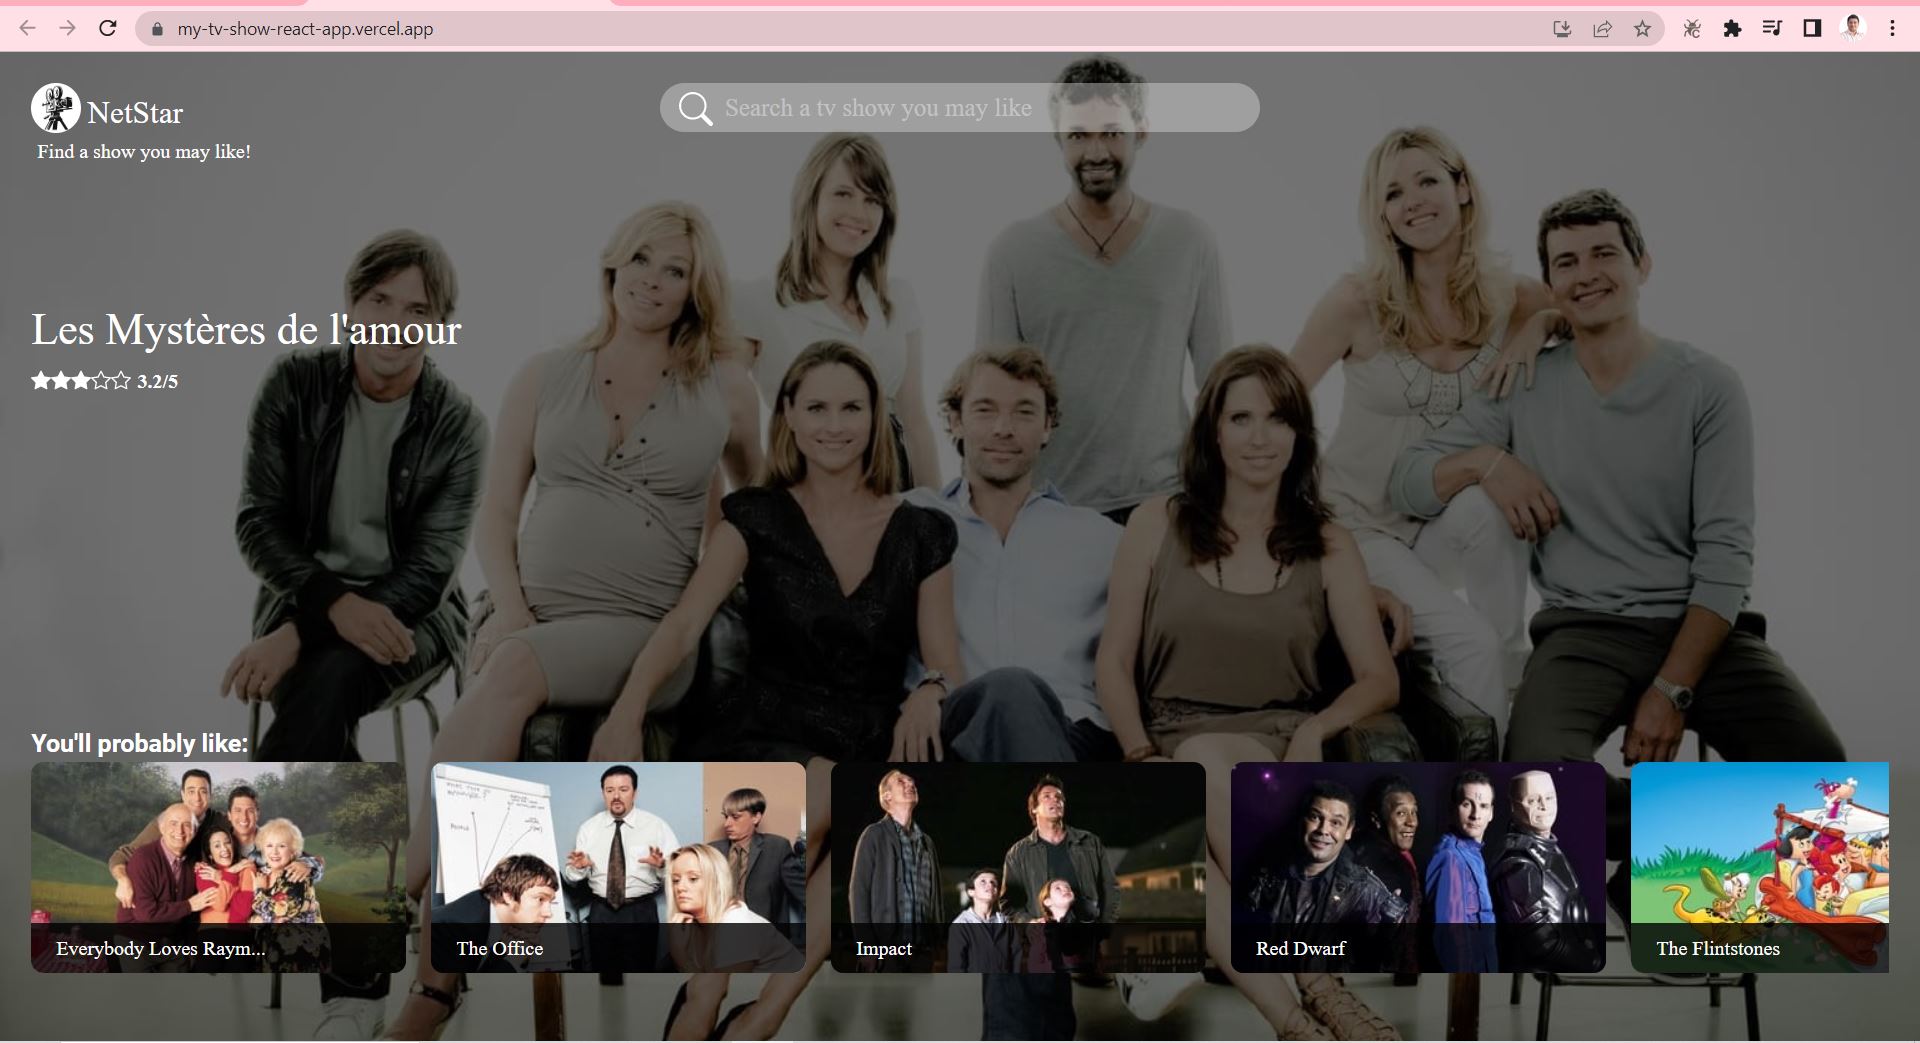 my-tv-show-react-app.vercel.app
NetStar
Search a tv show you may like
Find a show you may like!
Les Mystères de l'amour
3.2/5
You'll probably like:
Everybody Loves Raym...
The Office
Impact
Red Dwarf
The Flintstones